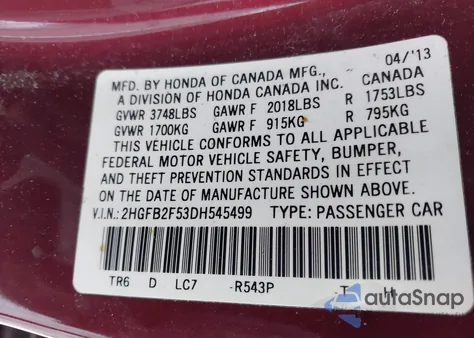 04/'13
MFD. BY HONDA OF CANADA MFG., CANADA
A DIVISION OF HONDA CANADA INC.
GVWR 3748LBS GAWR F 2018LBS R 1753LBS
GVWR 1700KG GAWR F 915KG R 795KG
THIS VEHICLE CONFORMS TO ALL APPLICABLE
FEDERAL MOTOR VEHICLE SAFETY, BUMPER,
AND THEFT PREVENTION STANDARDS IN EFFECT
ON THE DATE OF MANUFACTURE SHOWN ABOVE.
V.I.N.: 2HGFB2F53DH545499 TYPE: PASSENGER CAR
TR6 D LC7 -R543P T H
autoSnap